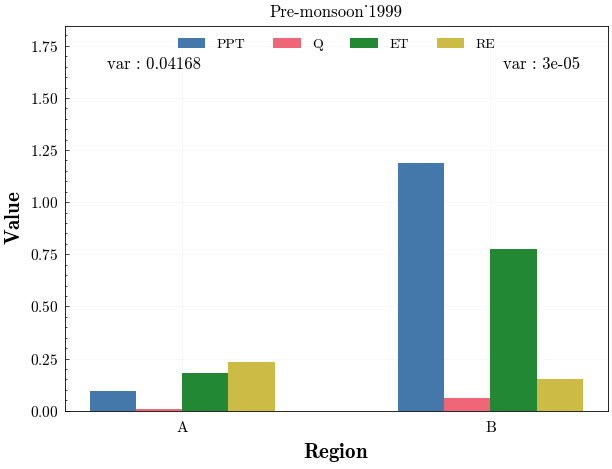 Pre-monsoon˙1999
PPT Q ET RE
var : 0.04168
var : 3e-05
1.75
1.50
1.25
1.00
0.75
0.50
0.25
0.00
Value
A B
Region